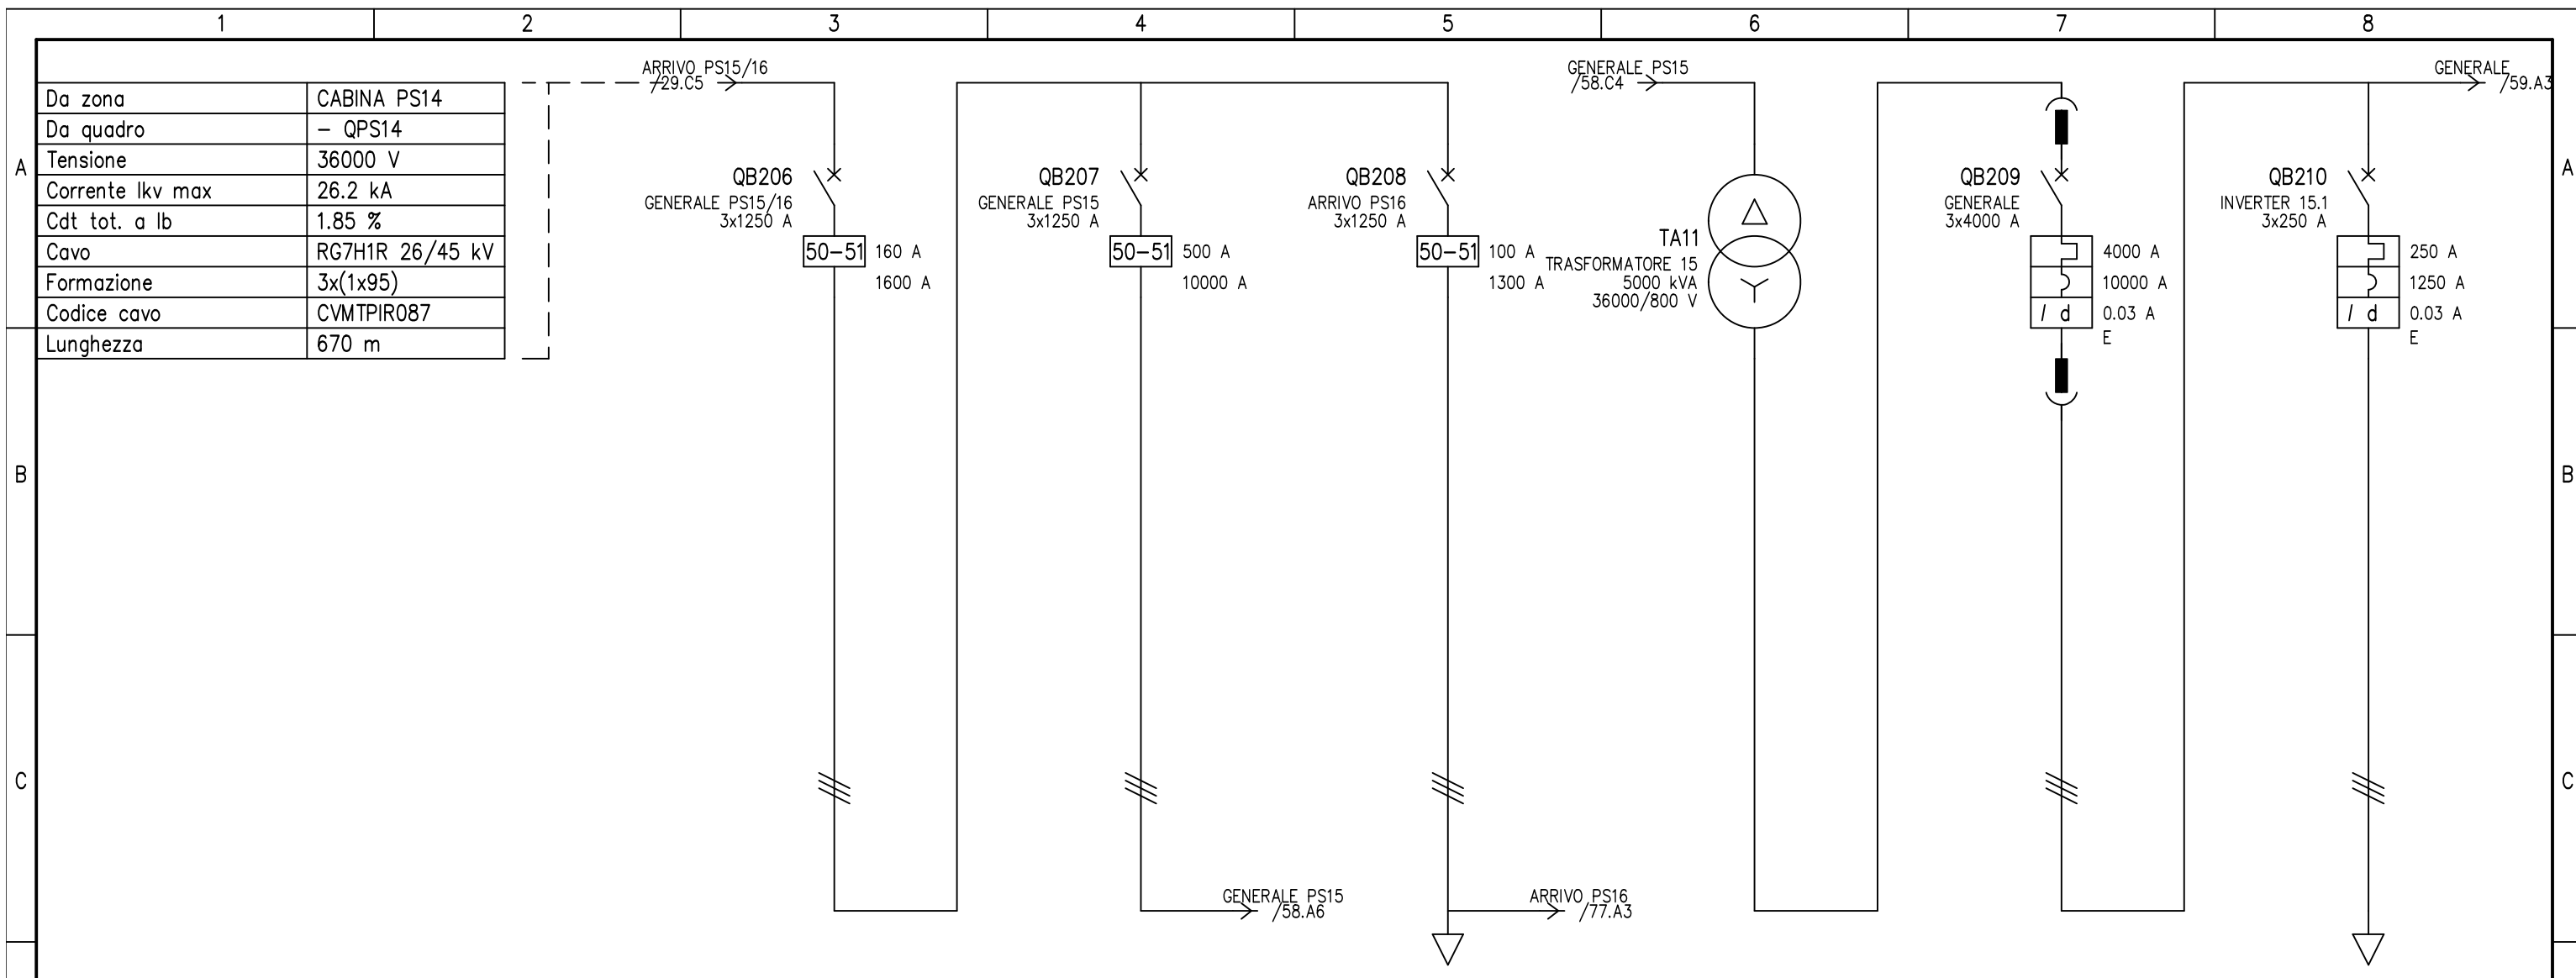 1 2 3 4 5 6 7 8
A A
B B
C C
Da zona CABINA PS14
Da quadro - QPS14
Tensione 36000 V
Corrente Ikv max 26.2 kA
Cdt tot. a Ib 1.85 %
Cavo RG7H1R 26/45 kV
Formazione 3x(1x95)
Codice cavo CVMTPIR087
Lunghezza 670 m
ARRIVO PS15/16
/29.C5
QB206
GENERALE PS15/16
3x1250 A
50-51 160 A
1600 A
QB207
GENERALE PS15
3x1250 A
50-51 500 A
10000 A
GENERALE PS15
/58.A6
QB208
ARRIVO PS16
3x1250 A
50-51 100 A
1300 A
ARRIVO PS16
/77.A3
GENERALE PS15
/58.C4
TA11
TRASFORMATORE 15
5000 kVA
36000/800 V
QB209
GENERALE
3x4000 A
4000 A
10000 A
I d 0.03 A
E
GENERALE
/59.A3
QB210
INVERTER 15.1
3x250 A
250 A
1250 A
I d 0.03 A
E